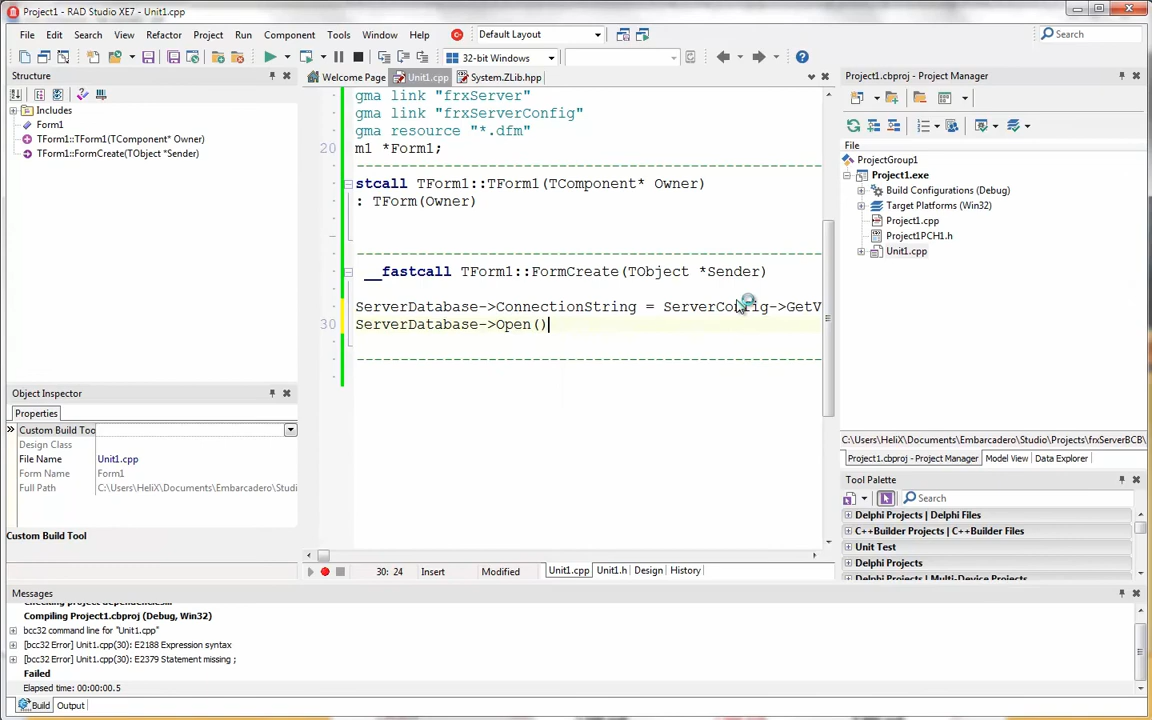 Project1 - RAD Studio XE7 - Unit1.cpp
File Edit Search View Refactor Project Run Component Tools Window Help
Default Layout
Search
32-bit Windows
Structure
Includes
Form1
TForm1::TForm1(TComponent* Owner)
TForm1::FormCreate(TObject *Sender)
Object Inspector
Properties
Custom Build Too
Design Class
File Name Unit1.cpp
Form Name Form1
Full Path C:\Users\HeliX\Documents\Embarcadero\Studi
Custom Build Tool
Welcome Page Unit1.cpp System.ZLib.hpp
gma link "frxServer"
gma link "frxServerConfig"
gma resource "*.dfm"
20 m1 *Form1;
stcall TForm1::TForm1(TComponent* Owner)
: TForm(Owner)
__fastcall TForm1::FormCreate(TObject *Sender)
ServerDatabase->ConnectionString = ServerConfig->GetV
30 ServerDatabase->Open()
30: 24 Insert Modified Unit1.cpp Unit1.h Design History
Project1.cbproj - Project Manager
File
ProjectGroup1
Project1.exe
Build Configurations (Debug)
Target Platforms (Win32)
Project1.cpp
Project1PCH1.h
Unit1.cpp
C:\Users\HeliX\Documents\Embarcadero\Studio\Projects\frxServerBCB\
Project1.cbproj - Project Manager Model View Data Explorer
Tool Palette
Search
Delphi Projects | Delphi Files
C++Builder Projects | C++Builder Files
Unit Test
Delphi Projects
Delphi Projects | Multi-Device Projects
Messages
Checking project dependencies...
Compiling Project1.cbproj (Debug, Win32)
bcc32 command line for "Unit1.cpp"
[bcc32 Error] Unit1.cpp(30): E2188 Expression syntax
[bcc32 Error] Unit1.cpp(30): E2379 Statement missing ;
Failed
Elapsed time: 00:00:00.5
Build Output